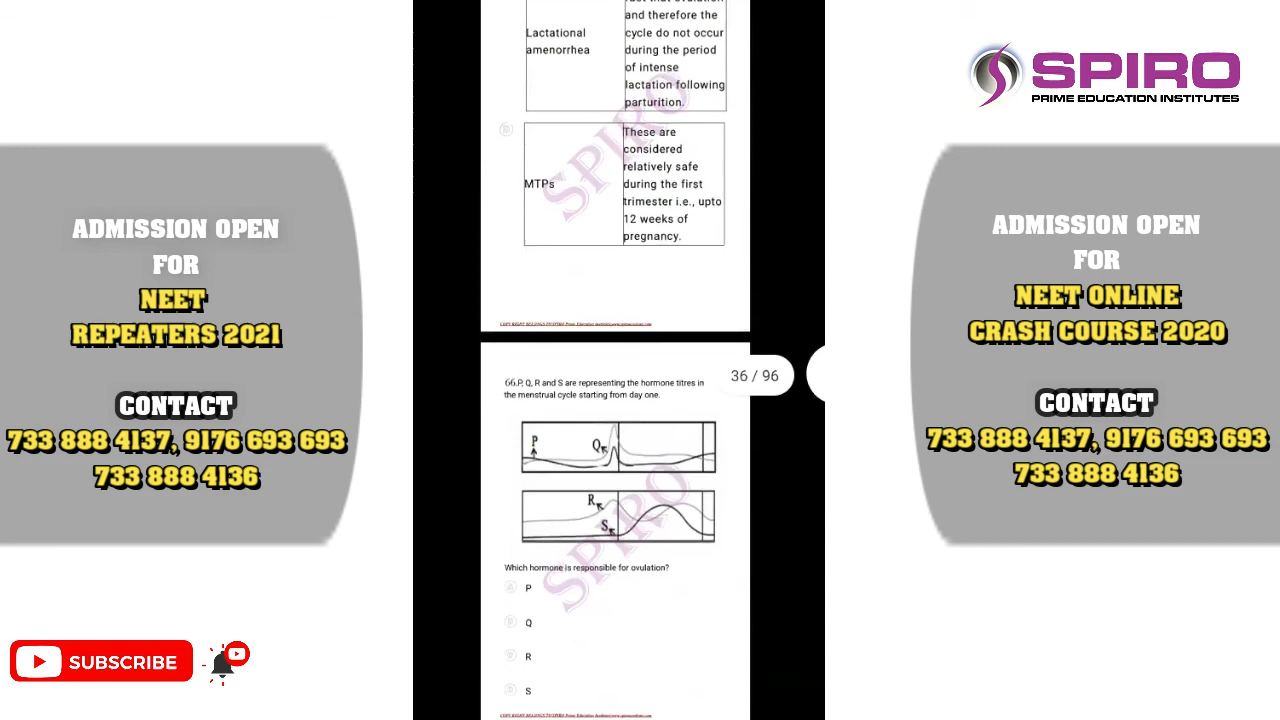 ADMISSION OPEN
FOR
NEET
REPEATERS 2021
CONTACT
733 888 4137, 9176 693 693
733 888 4136
SUBSCRIBE
Lactational
amenorrhea
and therefore the
cycle do not occur
during the period
of intense
lactation following
parturition.
D
MTPs
These are
considered
relatively safe
during the first
trimester i.e., upto
12 weeks of
pregnancy.
SPIRO
36 / 96
66.P, Q, R and S are representing the hormone titres in
the menstrual cycle starting from day one.
P
Q
R
S
SPIRO
Which hormone is responsible for ovulation?
A P
B Q
C R
D S
SPIRO
PRIME EDUCATION INSTITUTES
ADMISSION OPEN
FOR
NEET ONLINE
CRASH COURSE 2020
CONTACT
733 888 4137, 9176 693 693
733 888 4136